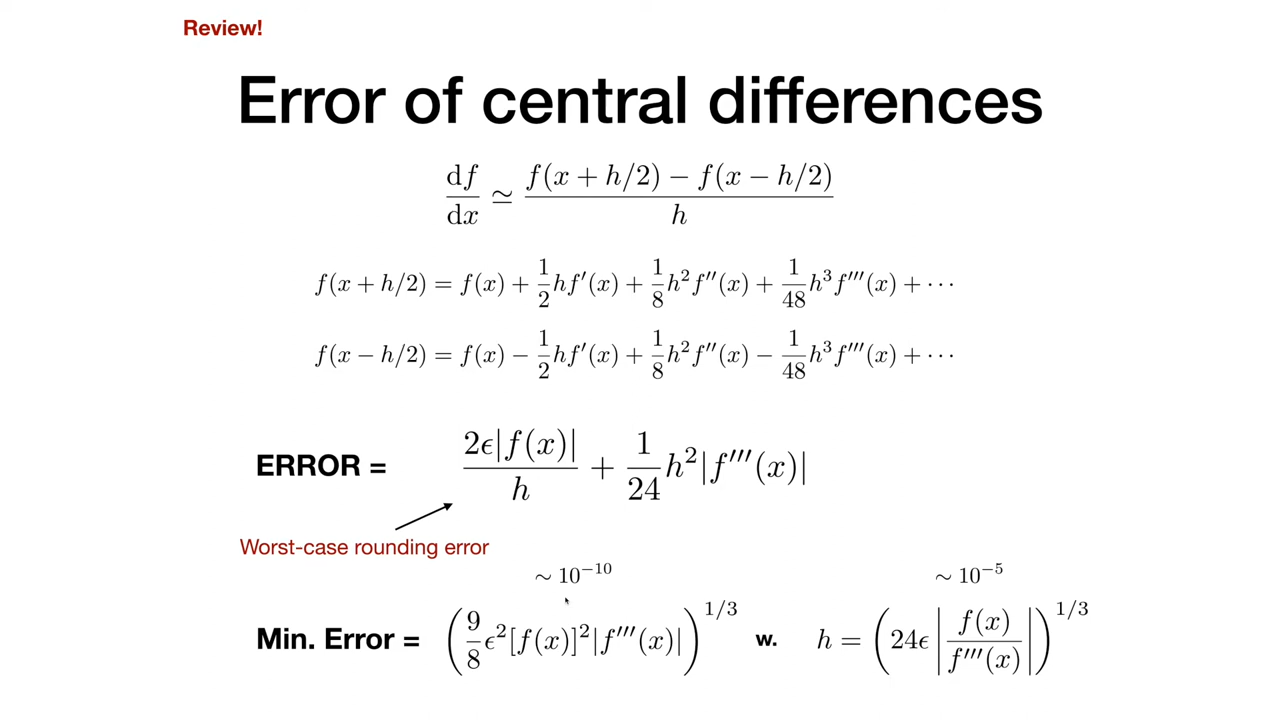 Review!
Error of central differences
df/dx ≃ (f(x + h/2) − f(x − h/2))/h
f(x + h/2) = f(x) + 1/2 hf′(x) + 1/8 h²f″(x) + 1/48 h³f‴(x) + ⋯
f(x − h/2) = f(x) − 1/2 hf′(x) + 1/8 h²f″(x) − 1/48 h³f‴(x) + ⋯
ERROR = 2ϵ|f(x)|/h + 1/24 h²|f‴(x)|
Worst-case rounding error
∼ 10⁻¹⁰ ∼ 10⁻⁵
Min. Error = (9/8 ϵ²[f(x)]²|f‴(x)|)^1/3 w. h = (24ϵ |f(x)/f‴(x)|)^1/3